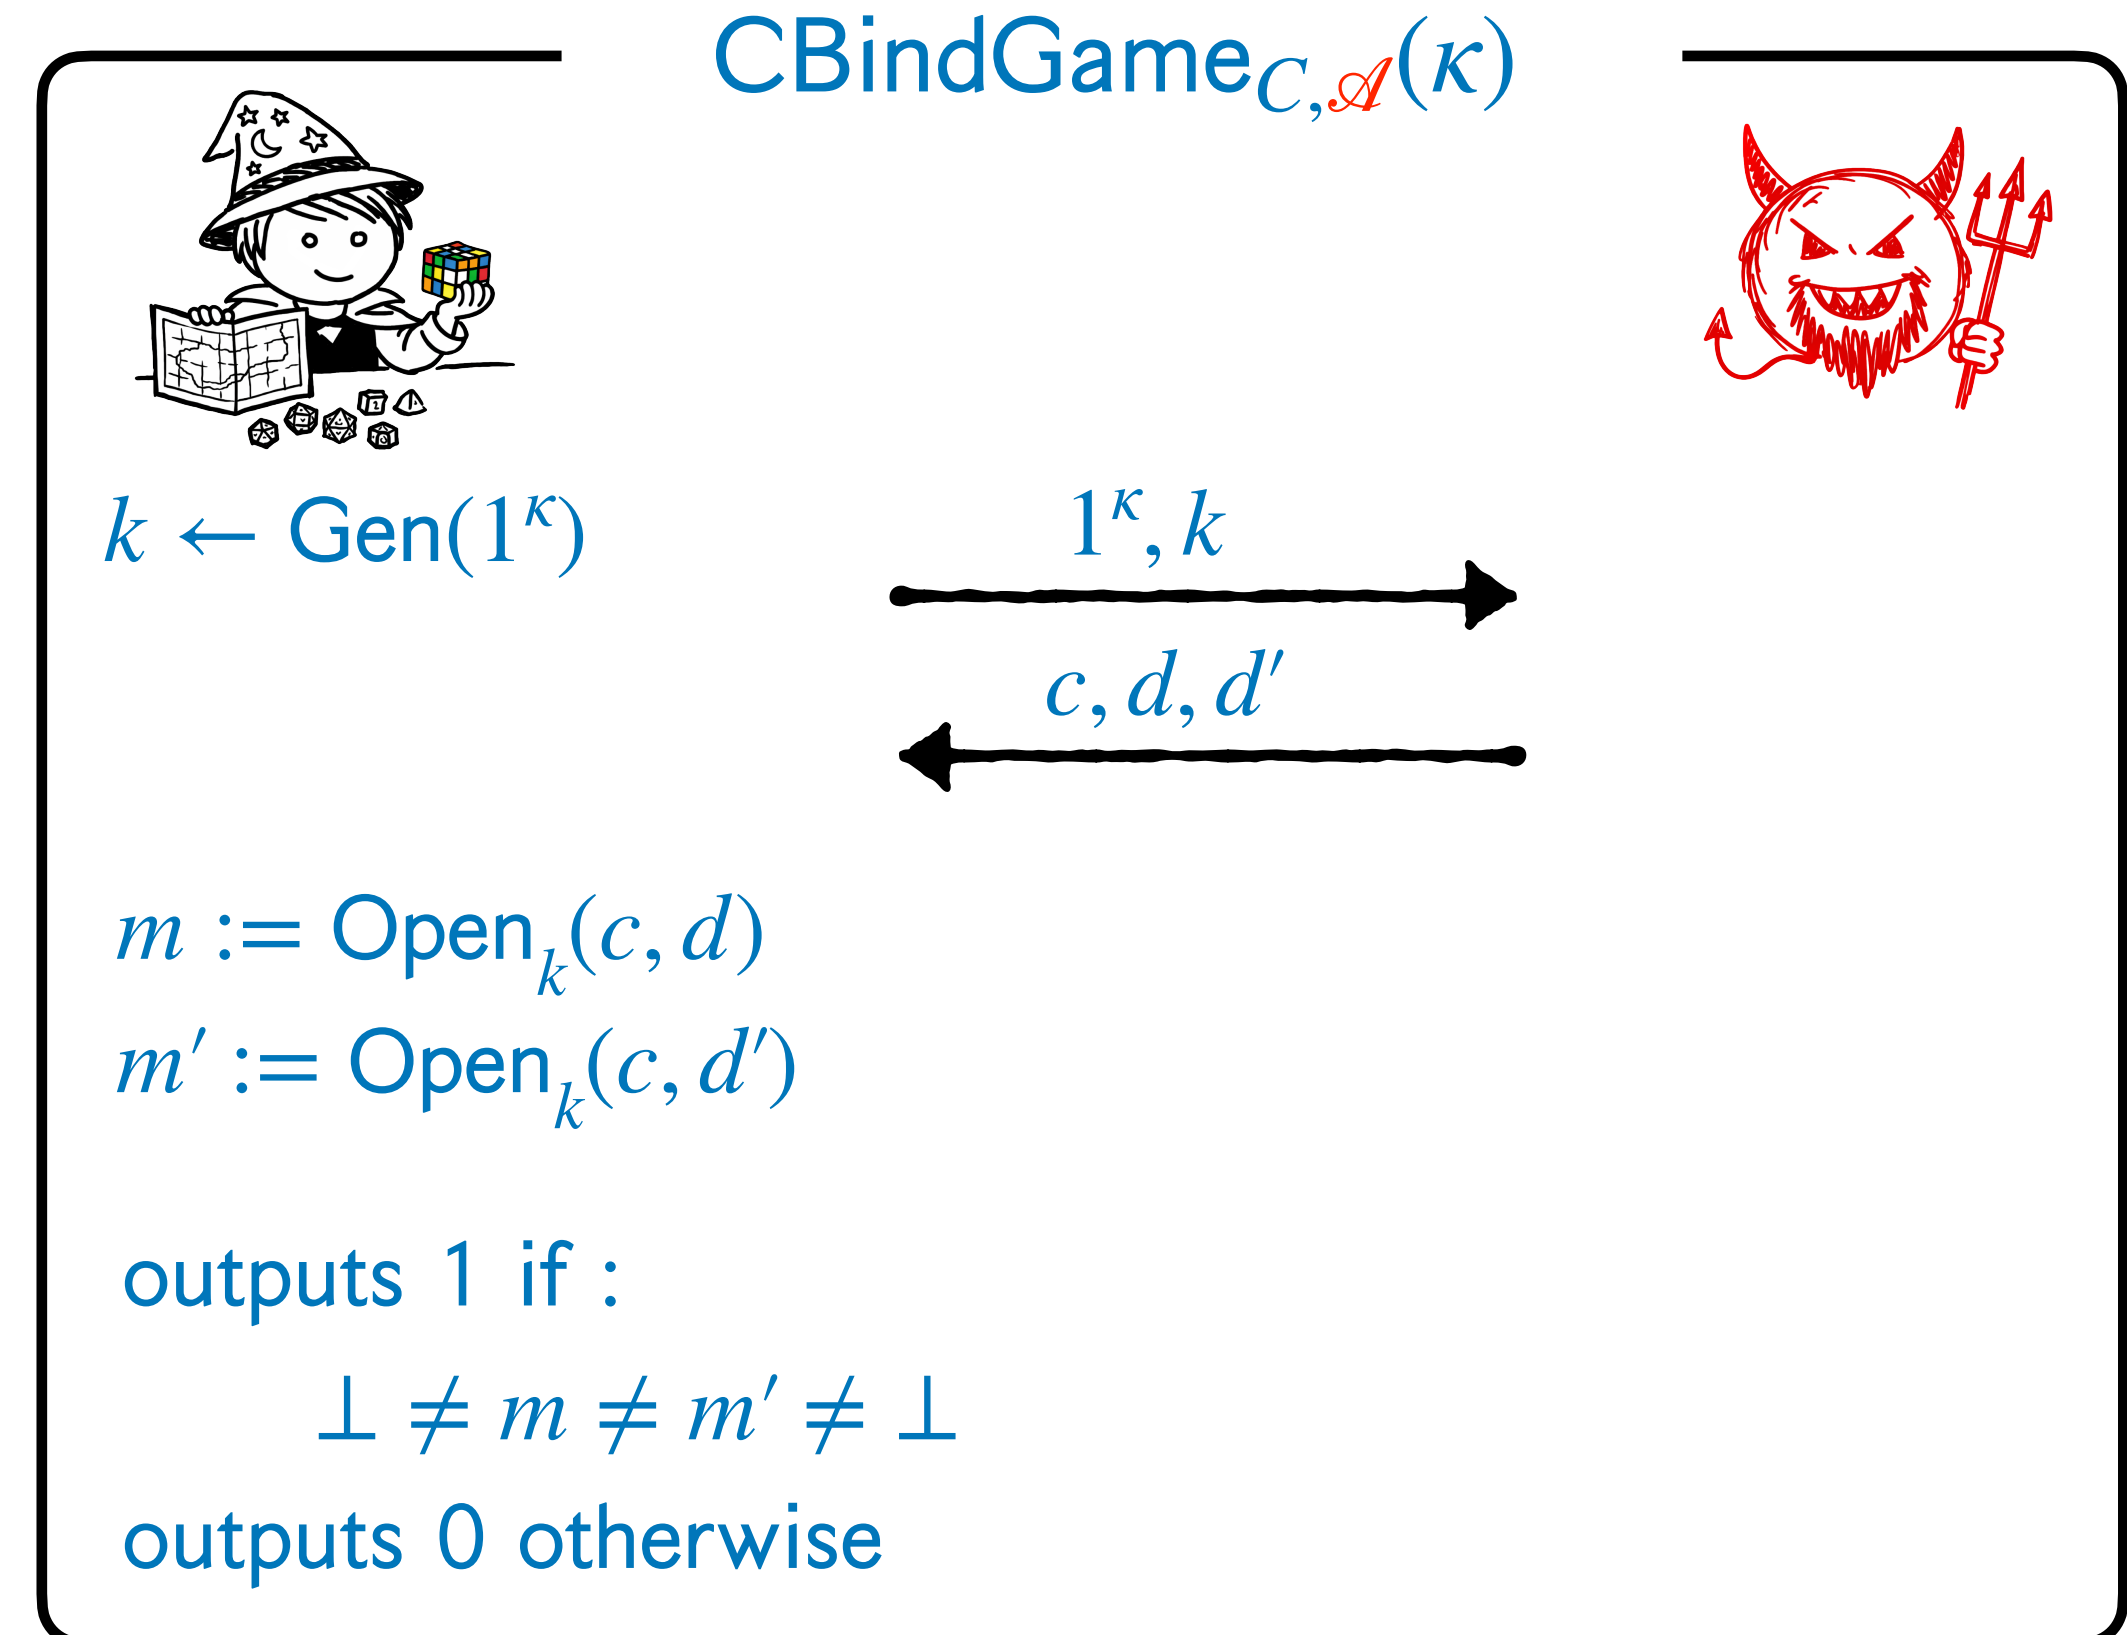 CBindGame_{C,𝒜}(κ)
k ← Gen(1^κ)
1^κ, k
c, d, d′
m := Open_k(c, d)
m′ := Open_k(c, d′)
outputs 1 if :
⊥ ≠ m ≠ m′ ≠ ⊥
outputs 0 otherwise